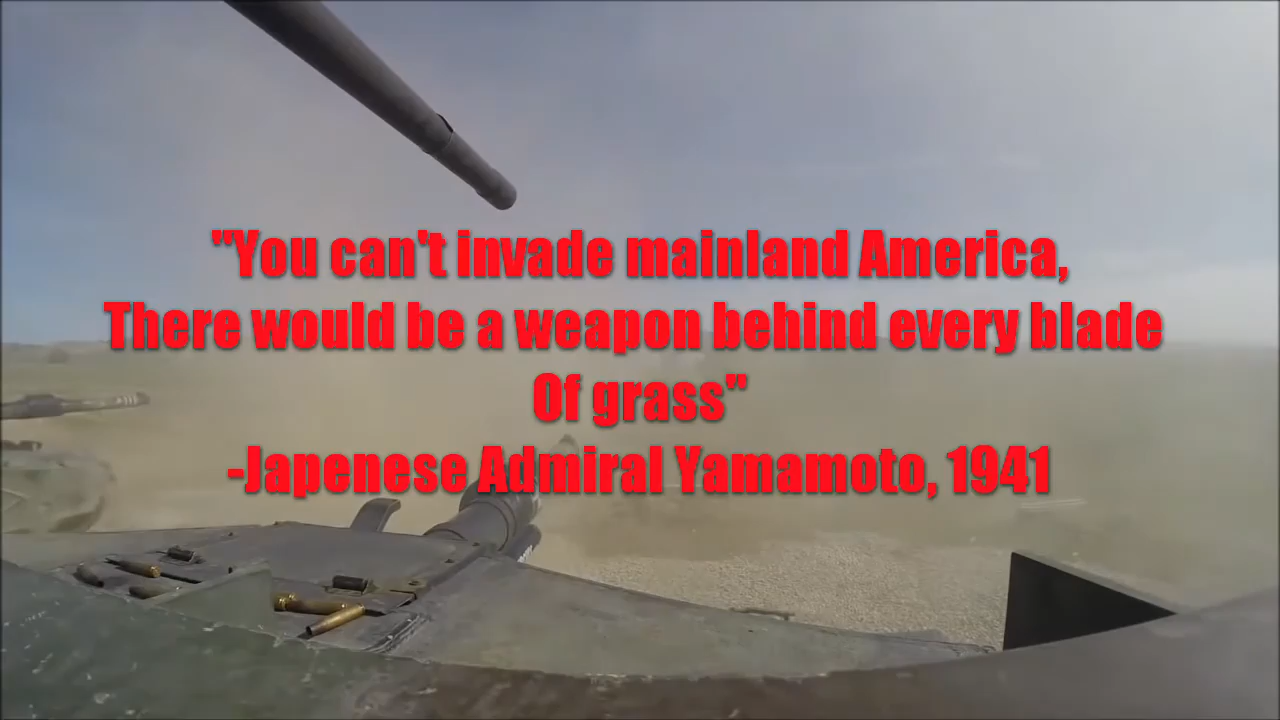 "You can't invade mainland America,
There would be a weapon behind every blade
Of grass"
-Japenese Admiral Yamamoto, 1941